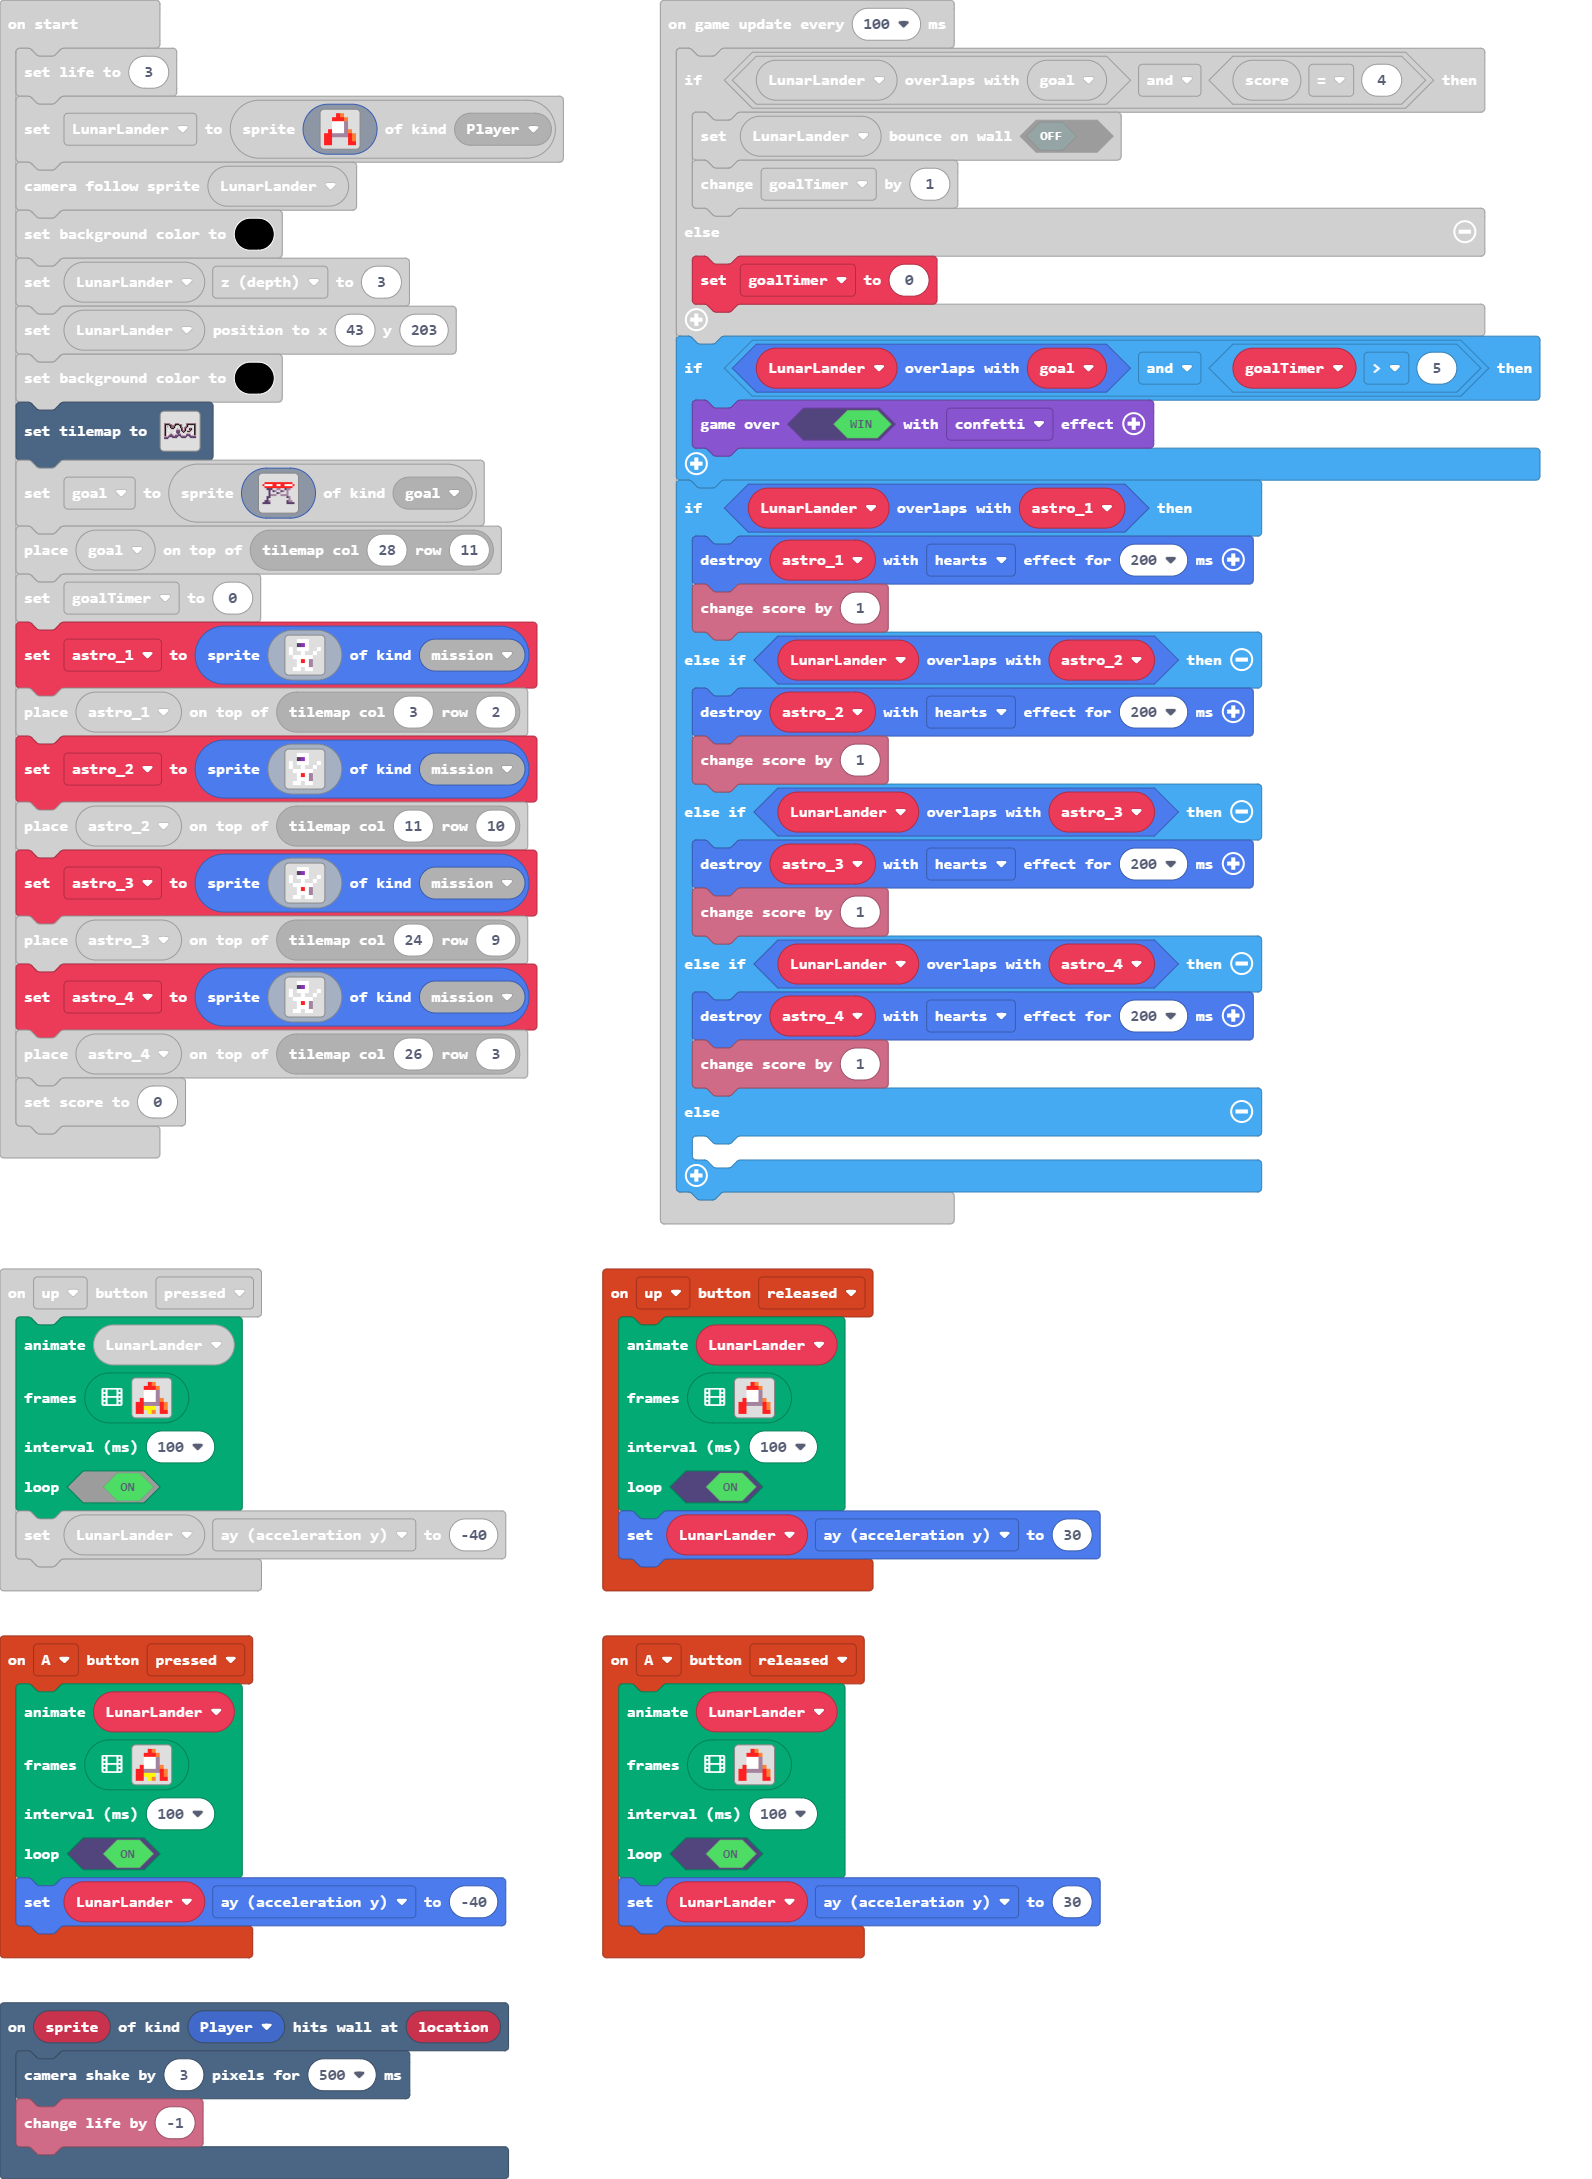 on start
set life to 3
set LunarLander to sprite of kind Player
camera follow sprite LunarLander
set background color to
set LunarLander z (depth) to 3
set LunarLander position to x 43 y 203
set background color to
set tilemap to
set goal to sprite of kind goal
place goal on top of tilemap col 28 row 11
set goalTimer to 0
set astro_1 to sprite of kind mission
place astro_1 on top of tilemap col 3 row 2
set astro_2 to sprite of kind mission
place astro_2 on top of tilemap col 11 row 10
set astro_3 to sprite of kind mission
place astro_3 on top of tilemap col 24 row 9
set astro_4 to sprite of kind mission
place astro_4 on top of tilemap col 26 row 3
set score to 0
on game update every 100 ms
if LunarLander overlaps with goal and score = 4 then
set LunarLander bounce on wall OFF
change goalTimer by 1
else
set goalTimer to 0
if LunarLander overlaps with goal and goalTimer > 5 then
game over WIN with confetti effect
if LunarLander overlaps with astro_1 then
destroy astro_1 with hearts effect for 200 ms
change score by 1
else if LunarLander overlaps with astro_2 then
destroy astro_2 with hearts effect for 200 ms
change score by 1
else if LunarLander overlaps with astro_3 then
destroy astro_3 with hearts effect for 200 ms
change score by 1
else if LunarLander overlaps with astro_4 then
destroy astro_4 with hearts effect for 200 ms
change score by 1
else
on up button pressed
animate LunarLander
frames
interval (ms) 100
loop ON
set LunarLander ay (acceleration y) to -40
on up button released
animate LunarLander
frames
interval (ms) 100
loop ON
set LunarLander ay (acceleration y) to 30
on A button pressed
animate LunarLander
frames
interval (ms) 100
loop ON
set LunarLander ay (acceleration y) to -40
on A button released
animate LunarLander
frames
interval (ms) 100
loop ON
set LunarLander ay (acceleration y) to 30
on sprite of kind Player hits wall at location
camera shake by 3 pixels for 500 ms
change life by -1